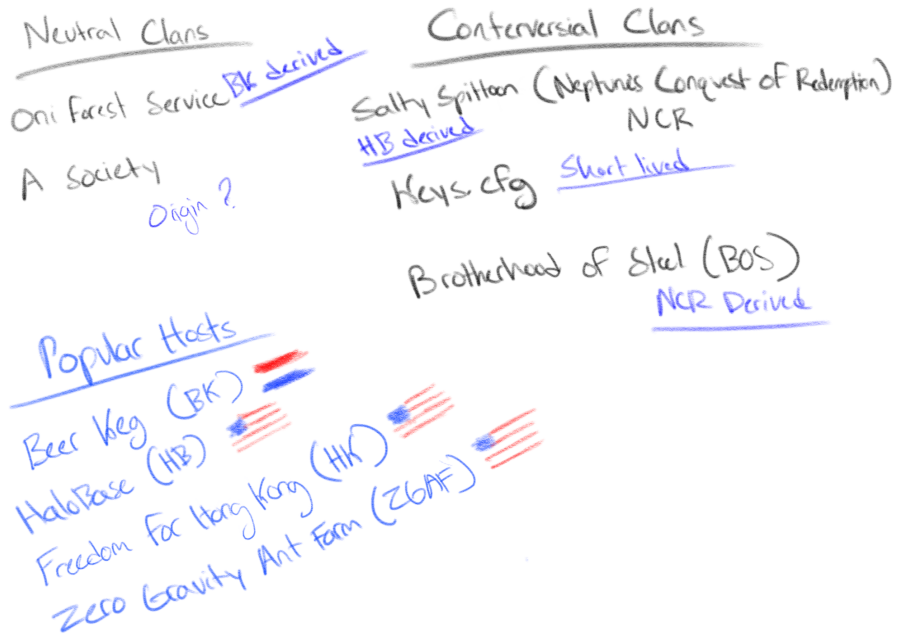 Neutral Clans
Oni Forest Service BK derived
A Society
Origin?
Conterversial Clans
Salty Spittoon (Neptunes Conquest of Redemption)
NCR
HB derived
Keys.cfg Short lived
Brotherhood of Steel (BOS)
NCR Derived
Popular Hosts
Beer Keg (BK)
HaloBase (HB)
Freedom For Hong Kong (HK)
Zero Gravity Ant Farm (ZGAF)